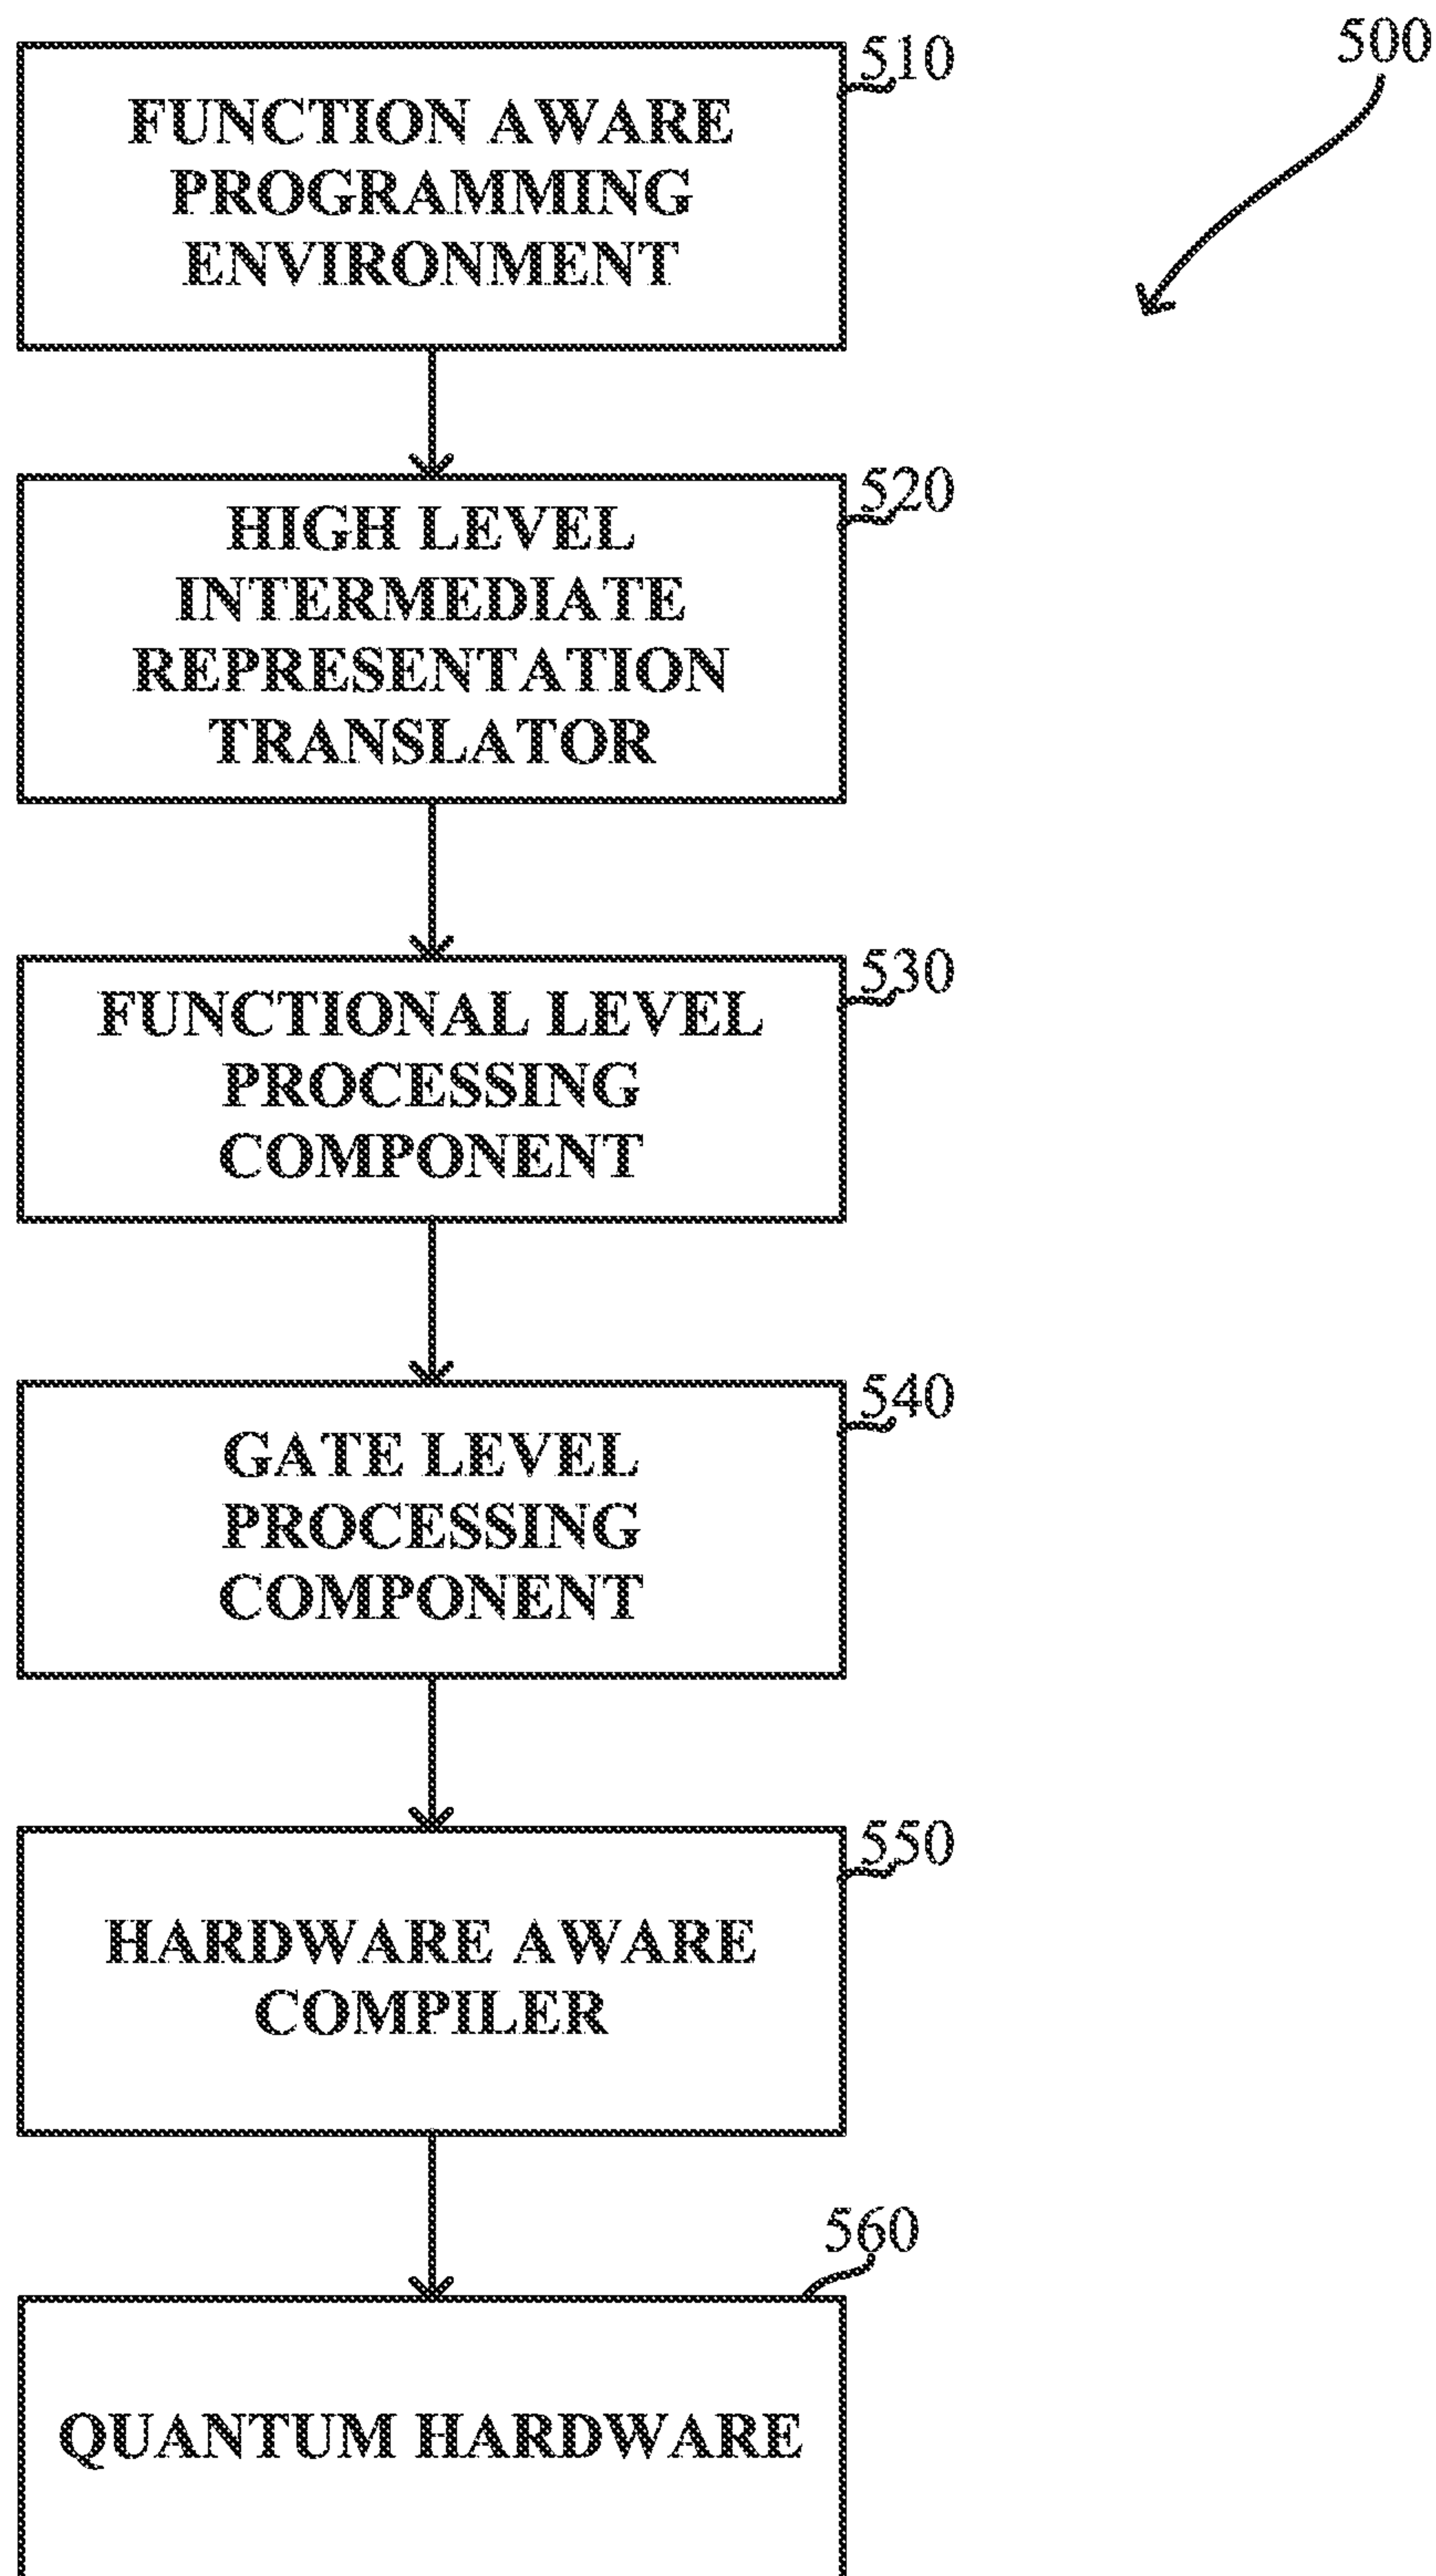 500
510
FUNCTION AWARE
PROGRAMMING
ENVIRONMENT
520
HIGH LEVEL
INTERMEDIATE
REPRESENTATION
TRANSLATOR
530
FUNCTIONAL LEVEL
PROCESSING
COMPONENT
540
GATE LEVEL
PROCESSING
COMPONENT
550
HARDWARE AWARE
COMPILER
560
QUANTUM HARDWARE